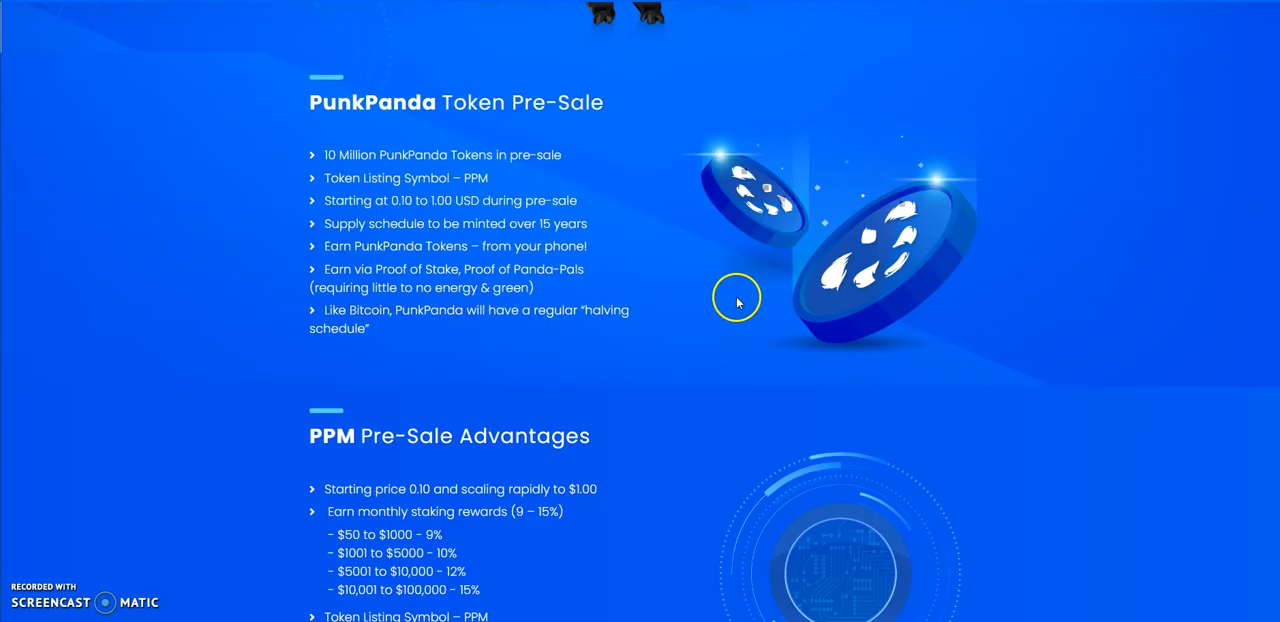 PunkPanda Token Pre-Sale
10 Million PunkPanda Tokens in pre-sale
Token Listing Symbol – PPM
Starting at 0.10 to 1.00 USD during pre-sale
Supply schedule to be minted over 15 years
Earn PunkPanda Tokens – from your phone!
Earn via Proof of Stake, Proof of Panda-Pals
(requiring little to no energy & green)
Like Bitcoin, PunkPanda will have a regular “halving
schedule”
PPM Pre-Sale Advantages
Starting price 0.10 and scaling rapidly to $1.00
Earn monthly staking rewards (9 – 15%)
- $50 to $1000 - 9%
- $1001 to $5000 - 10%
- $5001 to $10,000 - 12%
- $10,001 to $100,000 - 15%
Token Listing Symbol – PPM
RECORDED WITH
SCREENCAST MATIC